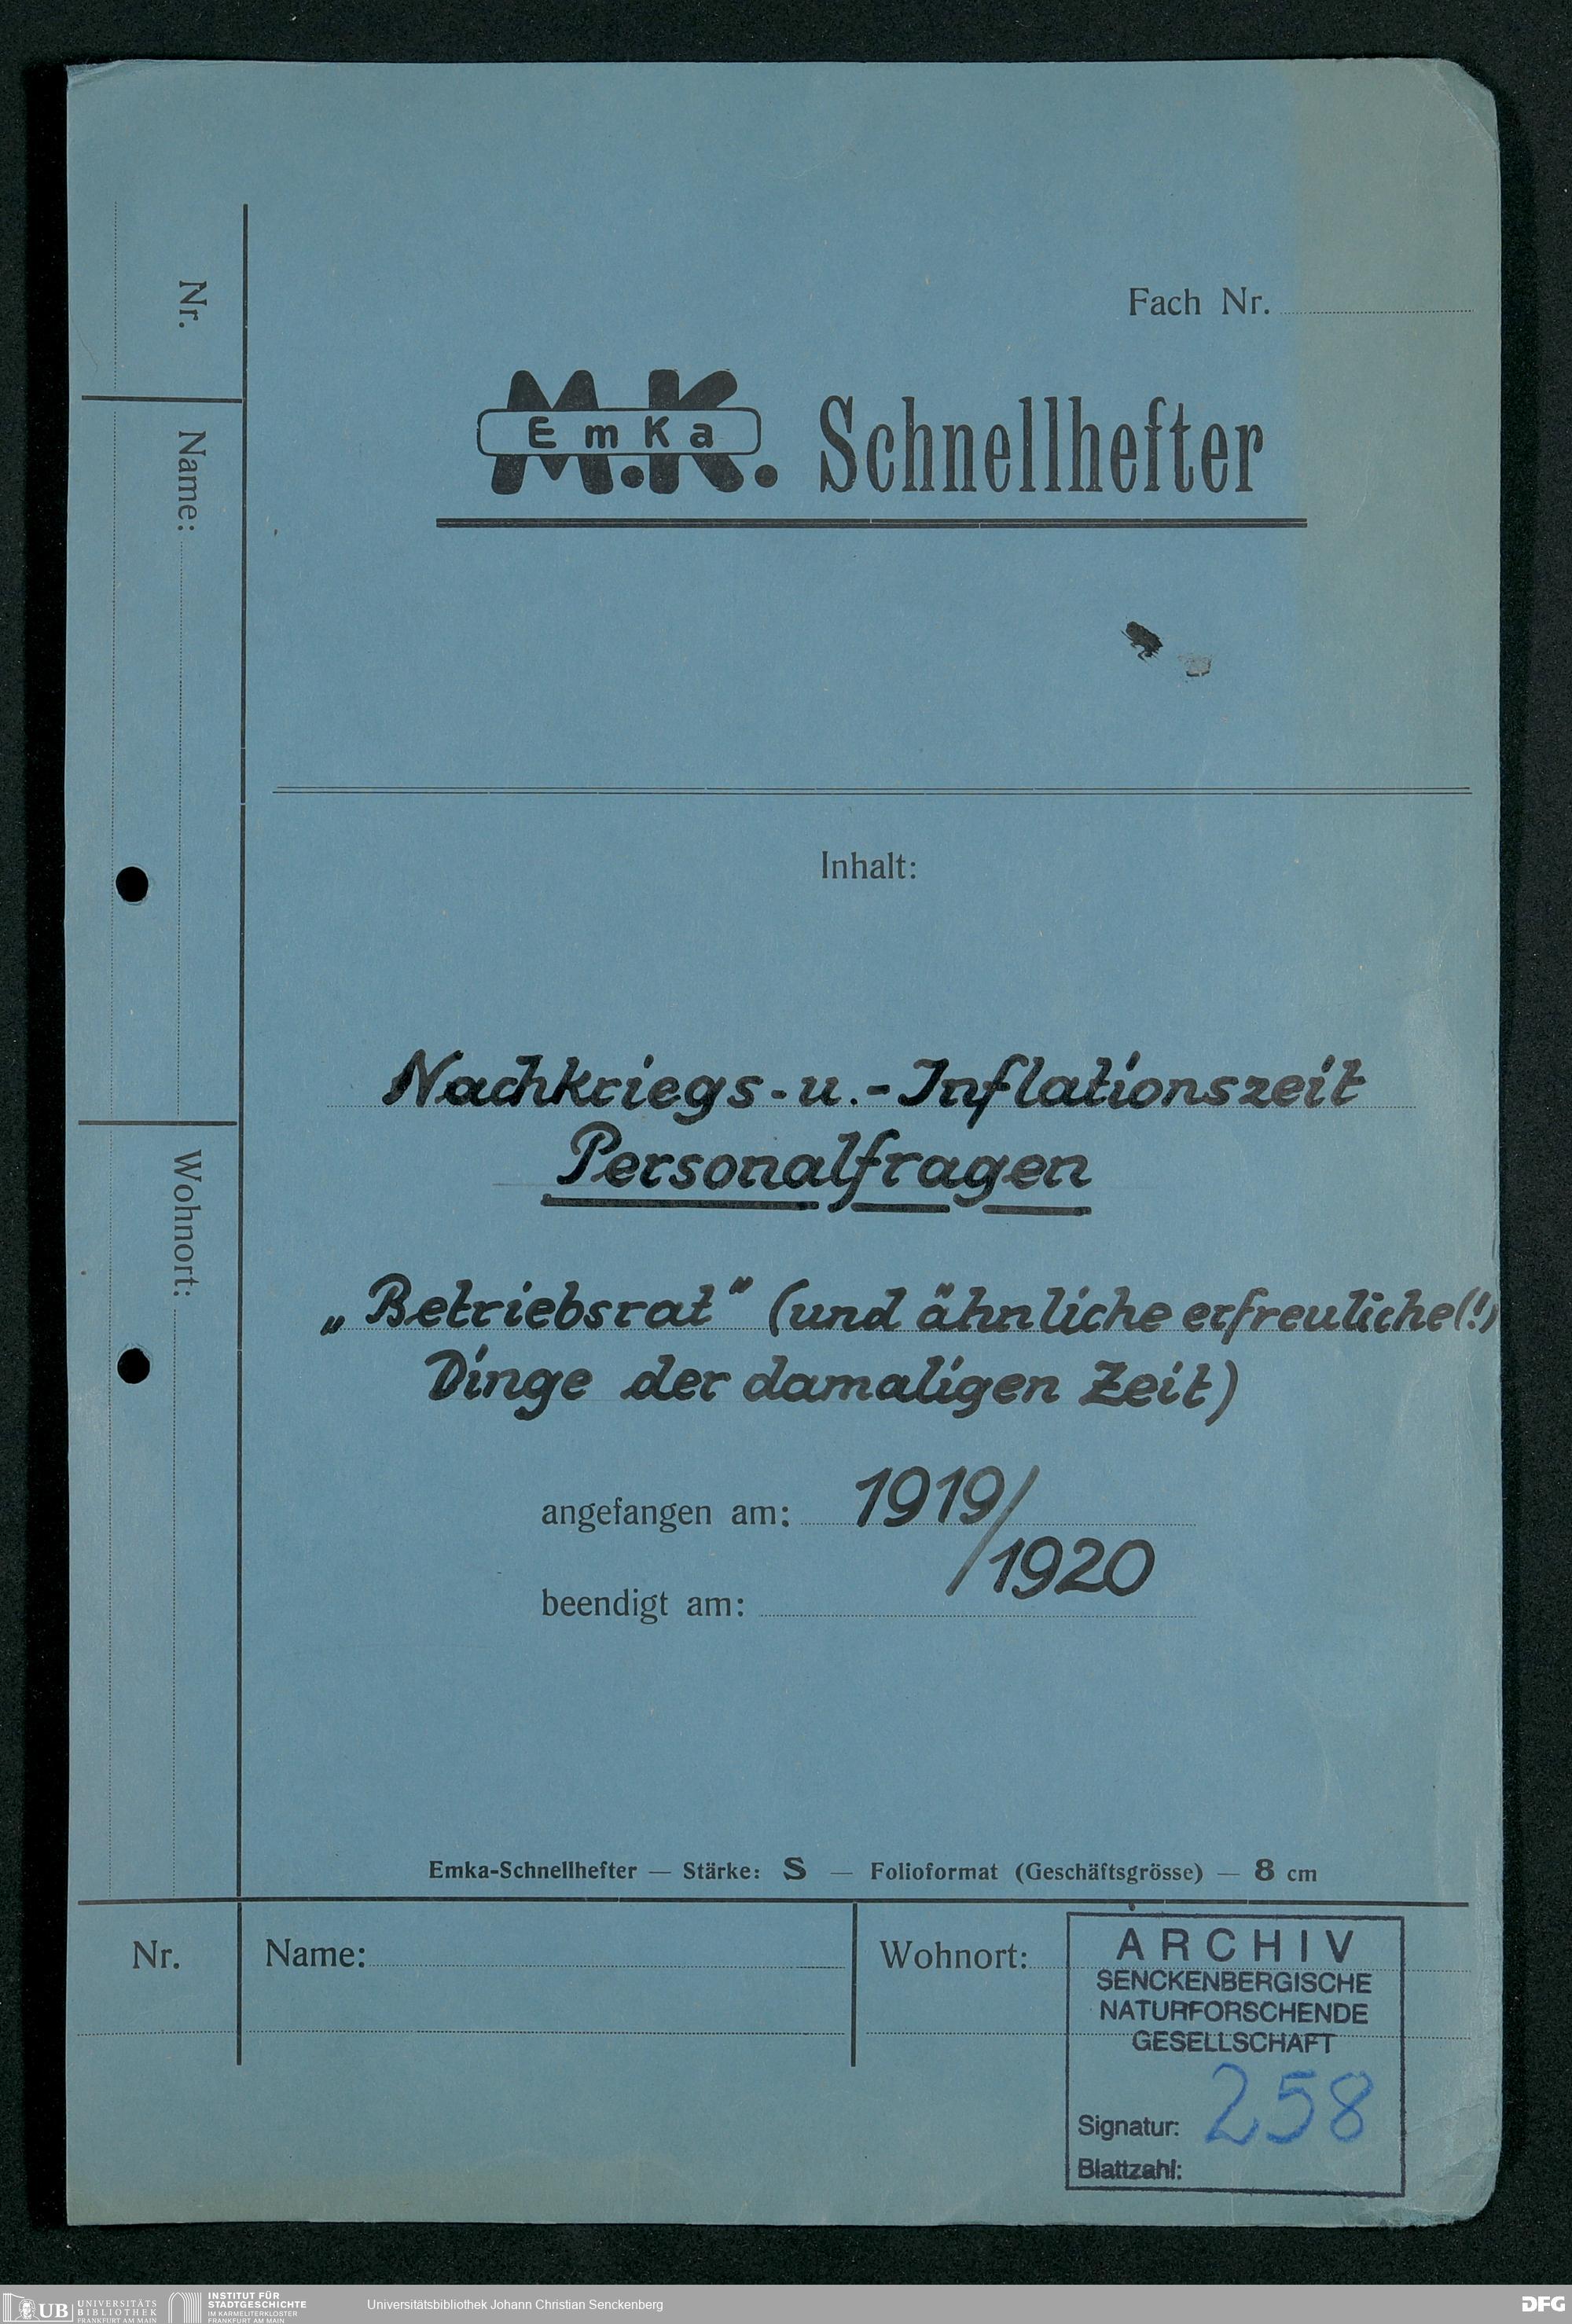 Nr.
Name:
Wohnort:
Fach Nr.
M.K.
EmKa
Schnellhefter
Inhalt:
Nachkriegs-u.-Inflationszeit
Personalfragen
„Betriebsrat" (und ähnliche erfreuliche(!)
Dinge der damaligen Zeit)
angefangen am: 1919/
/1920
beendigt am:
Emka-Schnellhefter — Stärke: S — Folioformat (Geschäftsgrösse) — 8 cm
Nr. Name: Wohnort:
ARCHIV
SENCKENBERGISCHE
NATURFORSCHENDE
GESELLSCHAFT
Signatur: 258
Blattzahl:
UB UNIVERSITÄTS
BIBLIOTHEK
FRANKFURT AM MAIN
INSTITUT FÜR
STADTGESCHICHTE
IM KARMELITERKLOSTER
FRANKFURT AM MAIN
Universitätsbibliothek Johann Christian Senckenberg
DFG